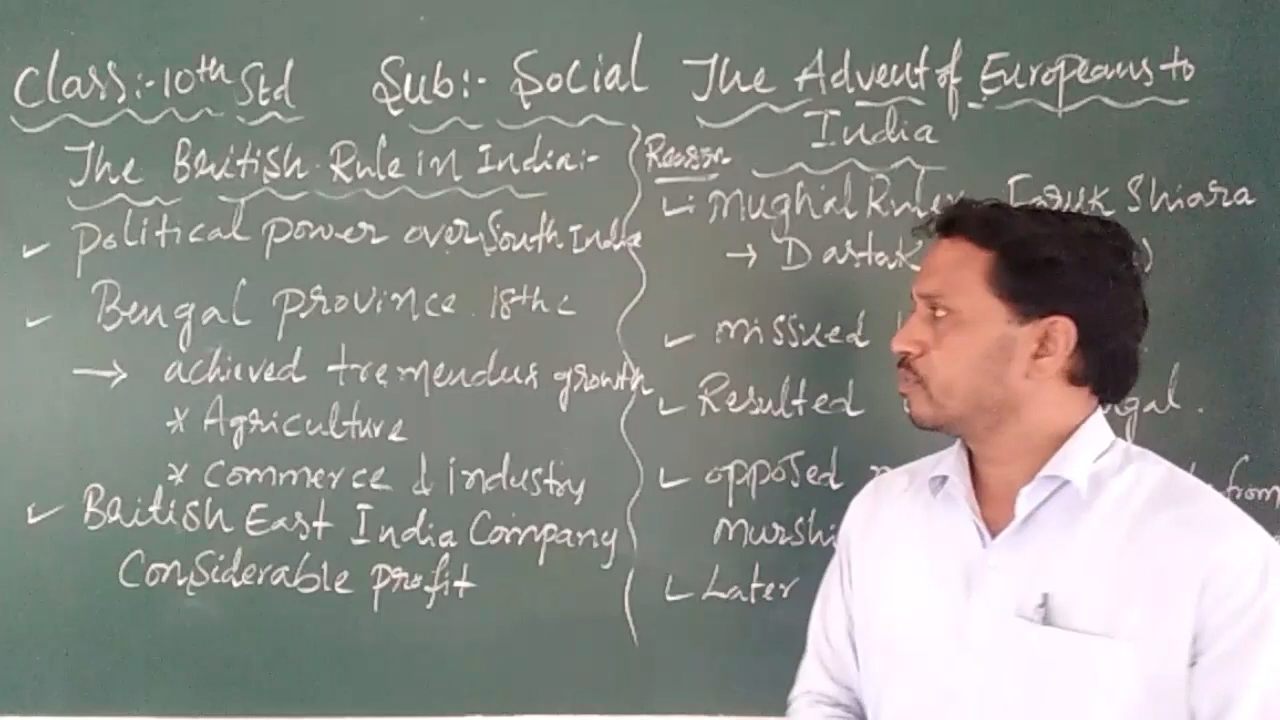 Class:-10th Std Sub:- Social The Advent of Europeans to
India
The British Rule in India:-
✓ Political power over South India
✓ Bengal province 18th c
→ achieved tremendus growth
* Agriculture
* Commerce & industry
✓ British East India Company
Considerable profit
Reason
✓ Mughal Ruler Faruk Shiara
→ Dastak
✓ missued
✓ Resulted
✓ opposed from
Murshi
✓ Later